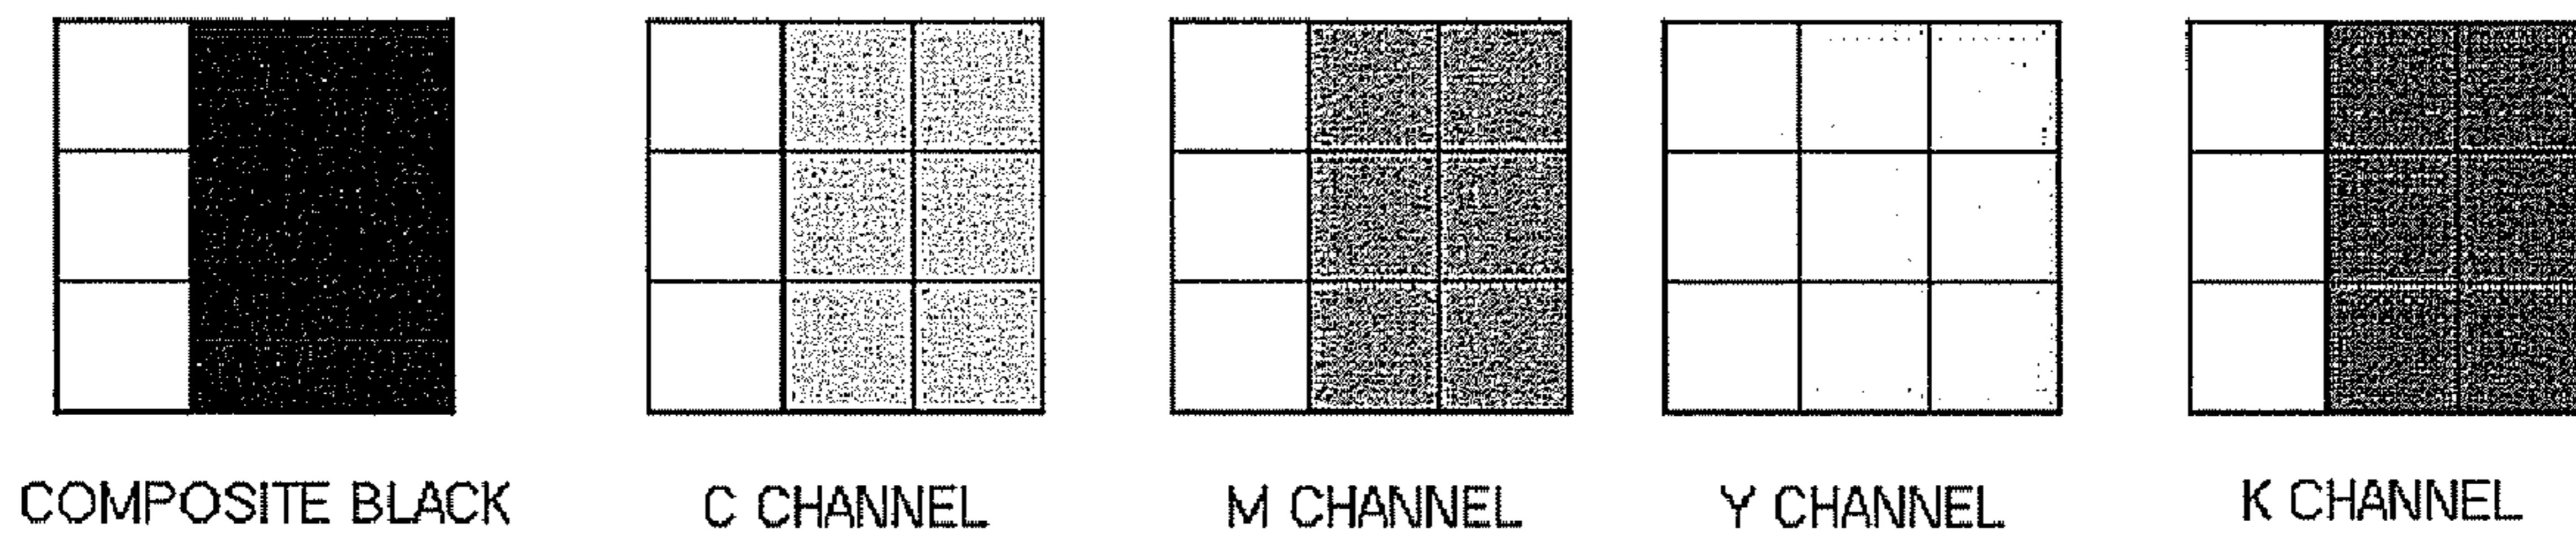 COMPOSITE BLACK
C CHANNEL
M CHANNEL
Y CHANNEL
K CHANNEL